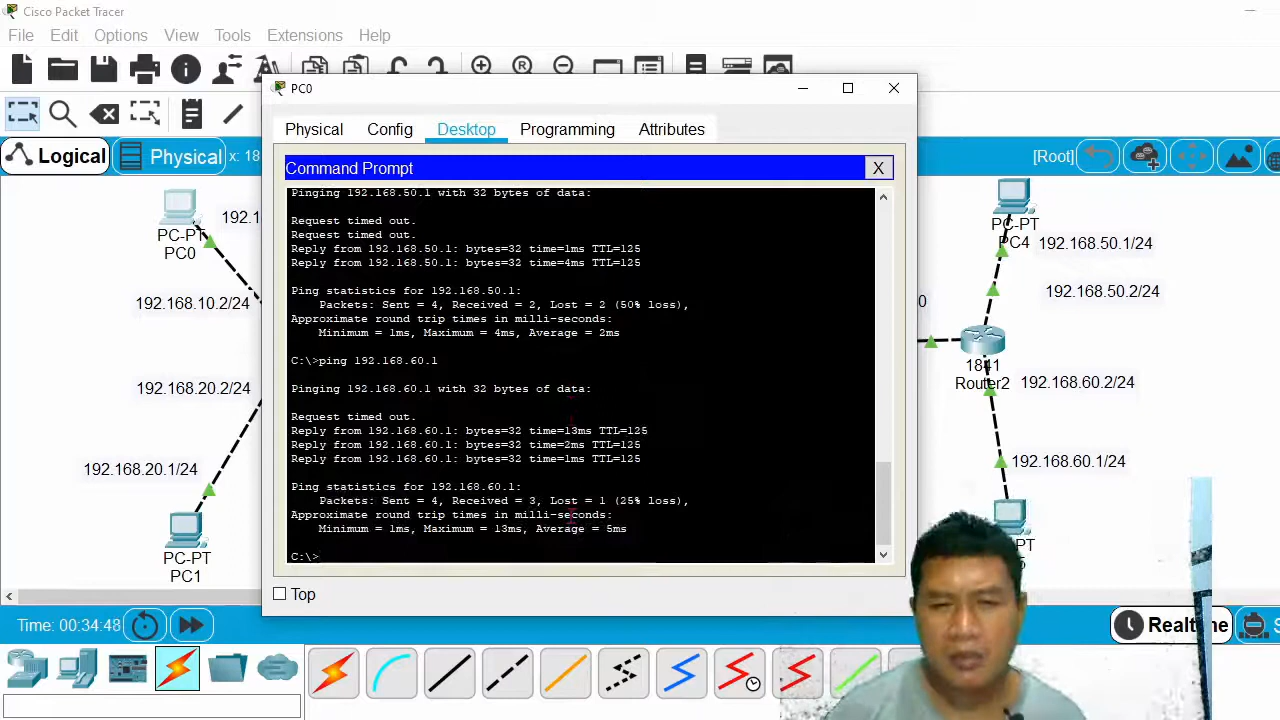 Cisco Packet Tracer
File Edit Options View Tools Extensions Help
PC0
Physical Config Desktop Programming Attributes
Logical
Physical
x: 18
[Root]
Command Prompt
X
Pinging 192.168.50.1 with 32 bytes of data:
Request timed out.
Request timed out.
Reply from 192.168.50.1: bytes=32 time=1ms TTL=125
Reply from 192.168.50.1: bytes=32 time=4ms TTL=125
Ping statistics for 192.168.50.1:
Packets: Sent = 4, Received = 2, Lost = 2 (50% loss),
Approximate round trip times in milli-seconds:
Minimum = 1ms, Maximum = 4ms, Average = 2ms
C:\>ping 192.168.60.1
Pinging 192.168.60.1 with 32 bytes of data:
Request timed out.
Reply from 192.168.60.1: bytes=32 time=13ms TTL=125
Reply from 192.168.60.1: bytes=32 time=2ms TTL=125
Reply from 192.168.60.1: bytes=32 time=1ms TTL=125
Ping statistics for 192.168.60.1:
Packets: Sent = 4, Received = 3, Lost = 1 (25% loss),
Approximate round trip times in milli-seconds:
Minimum = 1ms, Maximum = 13ms, Average = 5ms
C:\>
Top
192.1
PC-PT
PC0
192.168.10.2/24
192.168.20.2/24
192.168.20.1/24
PC-PT
PC1
PC-PT
PC4
192.168.50.1/24
192.168.50.2/24
0
1841
Router2
192.168.60.2/24
192.168.60.1/24
PC-PT
Time: 00:34:48
Realtime